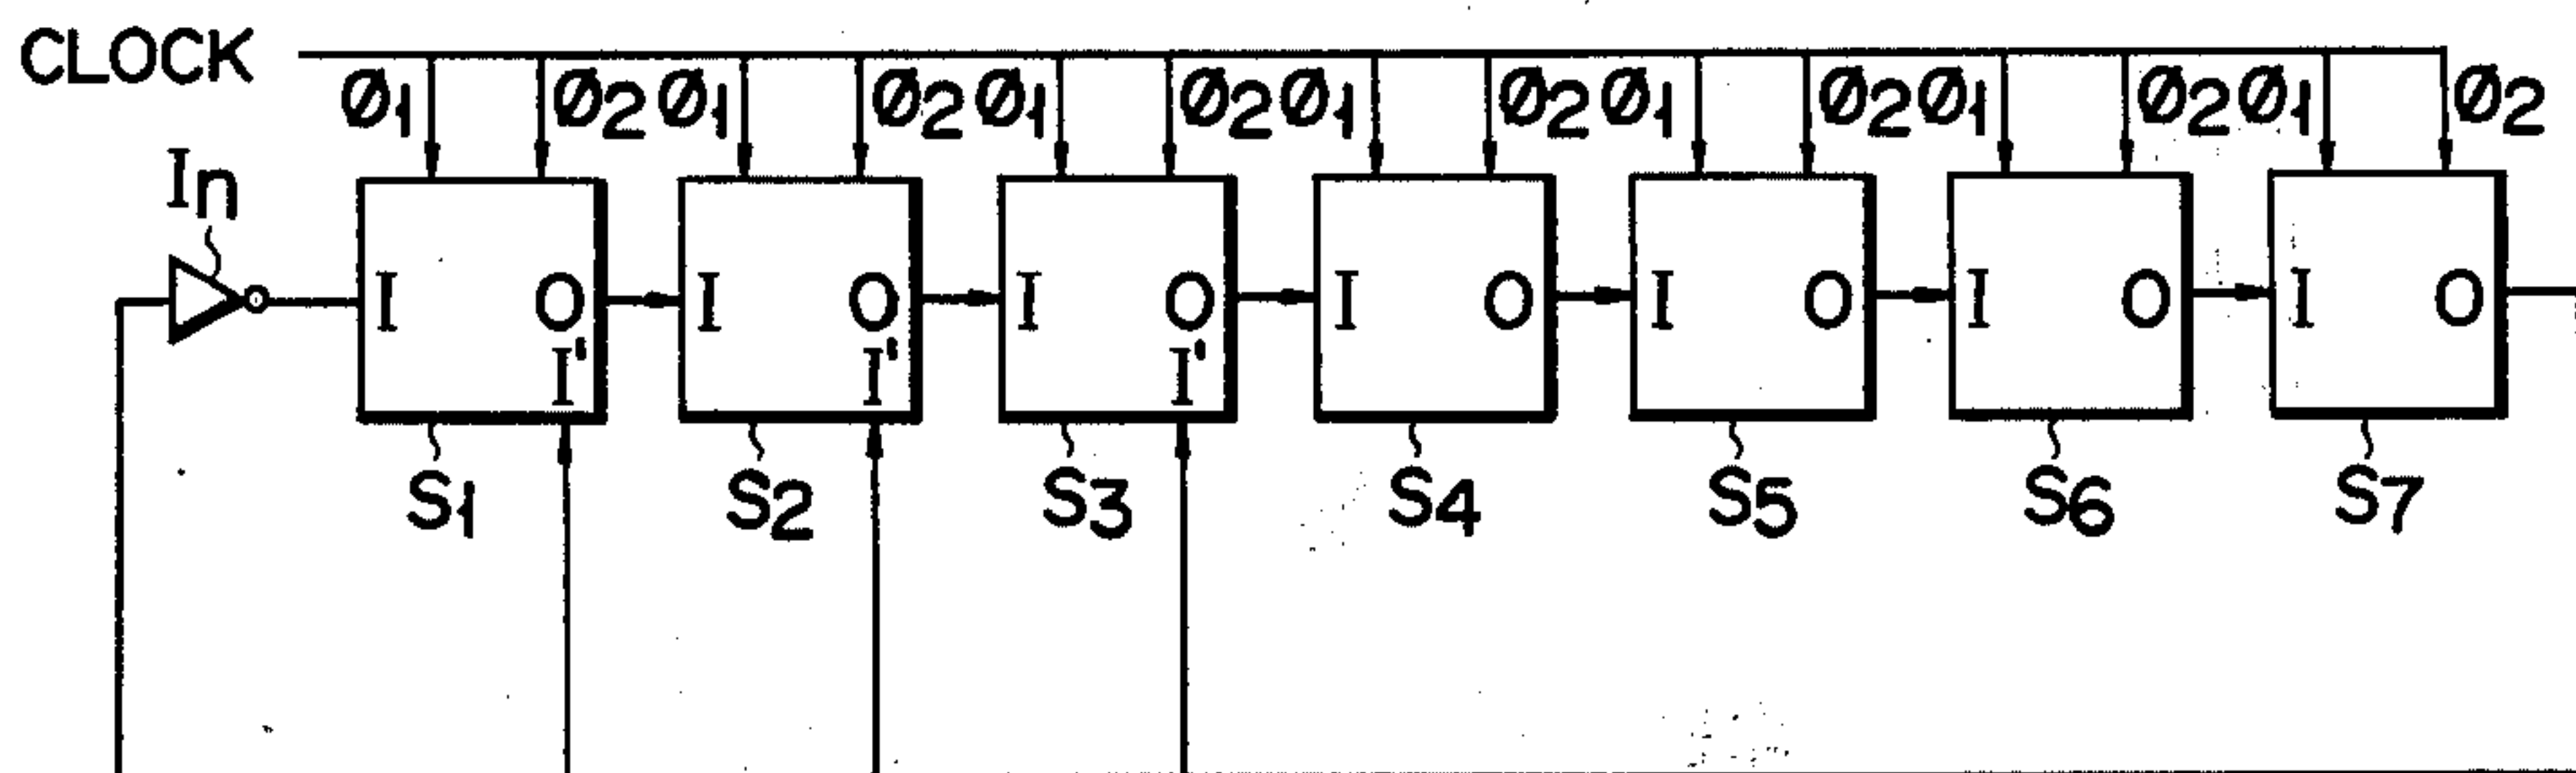 CLOCK
Ø1 Ø2 Ø1 Ø2 Ø1 Ø2 Ø1 Ø2 Ø1 Ø2 Ø1 Ø2 Ø1 Ø2
In
I O I O I O I O I O I O I O
I' I' I'
S1 S2 S3 S4 S5 S6 S7